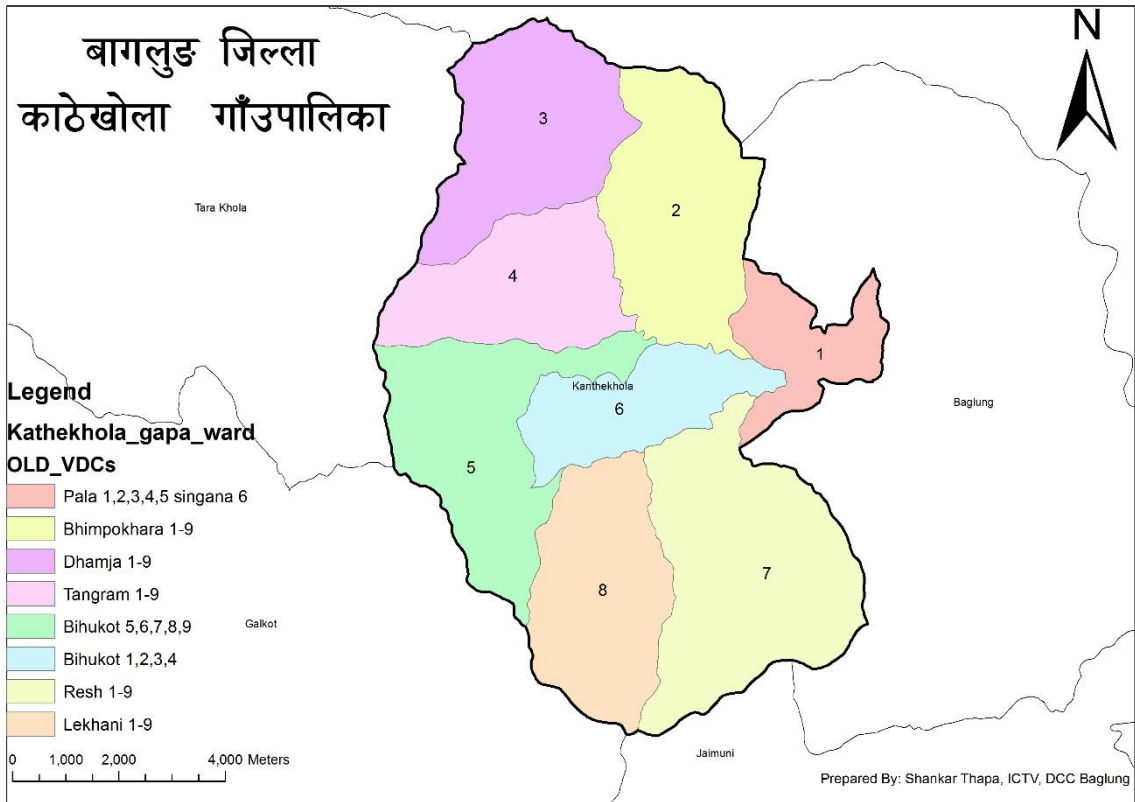 बागलुङ जिल्ला
काठेखोला गाँउपालिका
N
3
2
Tara Khola
4
1
Kanthekhola
6
Baglung
5
7
8
Galkot
Jaimuni
Legend
Kathekhola_gapa_ward
OLD_VDCs
Pala 1,2,3,4,5 singana 6
Bhimpokhara 1-9
Dhamja 1-9
Tangram 1-9
Bihukot 5,6,7,8,9
Bihukot 1,2,3,4
Resh 1-9
Lekhani 1-9
0 1,000 2,000 4,000 Meters
Prepared By: Shankar Thapa, ICTV, DCC Baglung